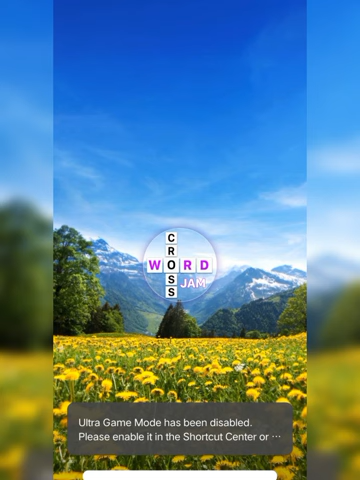 CROSS
WORD
JAM
Ultra Game Mode has been disabled.
Please enable it in the Shortcut Center or ···